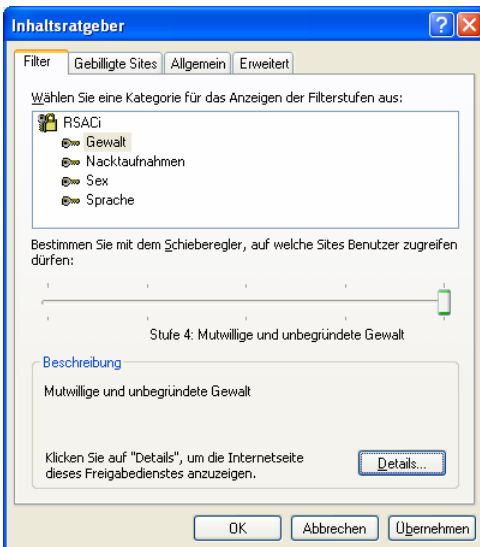 Inhaltsratgeber
Filter Gebilligte Sites Allgemein Erweitert
Wählen Sie eine Kategorie für das Anzeigen der Filterstufen aus:
RSACi
Gewalt
Nacktaufnahmen
Sex
Sprache
Bestimmen Sie mit dem Schieberegler, auf welche Sites Benutzer zugreifen
dürfen:
Stufe 4: Mutwillige und unbegründete Gewalt
Beschreibung
Mutwillige und unbegründete Gewalt
Klicken Sie auf "Details", um die Internetseite
dieses Freigabedienstes anzuzeigen.
Details...
OK Abbrechen Übernehmen